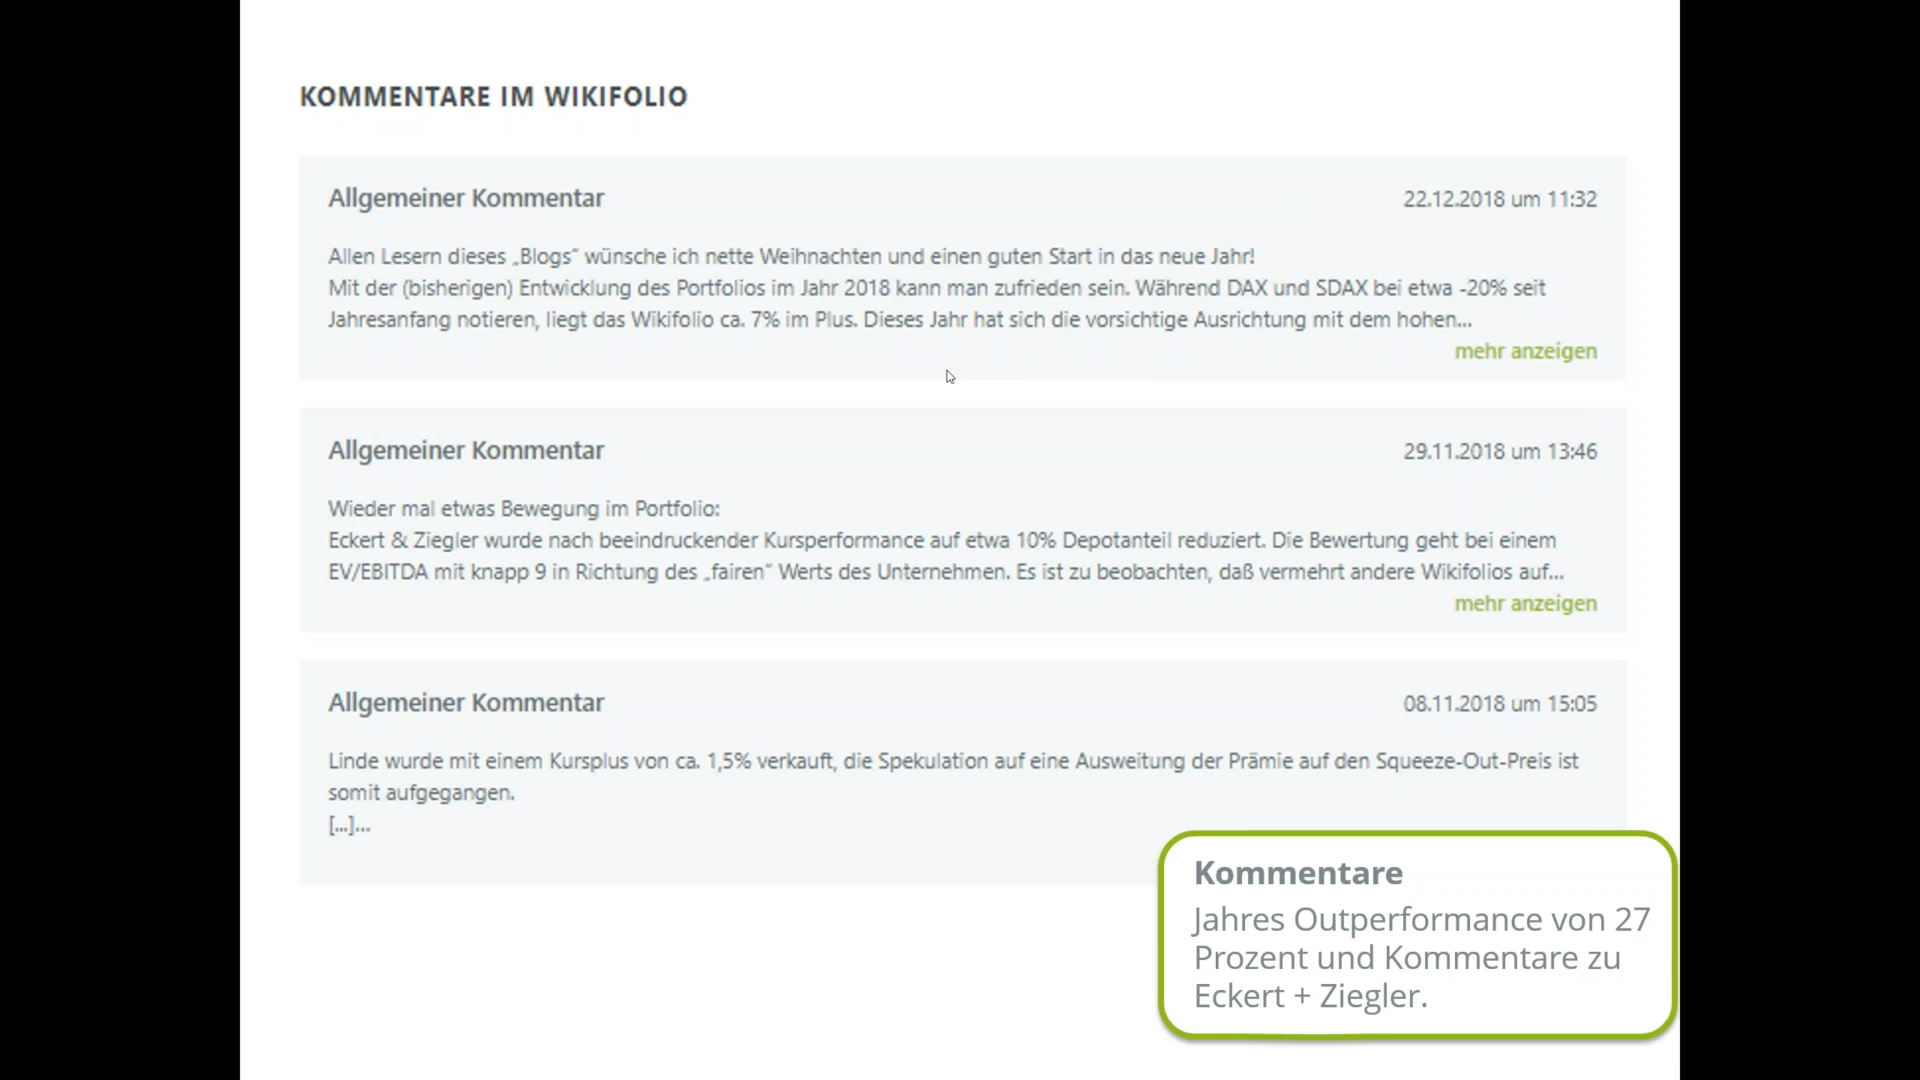 KOMMENTARE IM WIKIFOLIO
Allgemeiner Kommentar
22.12.2018 um 11:32
Allen Lesern dieses „Blogs“ wünsche ich nette Weihnachten und einen guten Start in das neue Jahr!
Mit der (bisherigen) Entwicklung des Portfolios im Jahr 2018 kann man zufrieden sein. Während DAX und SDAX bei etwa -20% seit
Jahresanfang notieren, liegt das Wikifolio ca. 7% im Plus. Dieses Jahr hat sich die vorsichtige Ausrichtung mit dem hohen...
mehr anzeigen
Allgemeiner Kommentar
29.11.2018 um 13:46
Wieder mal etwas Bewegung im Portfolio:
Eckert & Ziegler wurde nach beeindruckender Kursperformance auf etwa 10% Depotanteil reduziert. Die Bewertung geht bei einem
EV/EBITDA mit knapp 9 in Richtung des „fairen“ Werts des Unternehmen. Es ist zu beobachten, daß vermehrt andere Wikifolios auf...
mehr anzeigen
Allgemeiner Kommentar
08.11.2018 um 15:05
Linde wurde mit einem Kursplus von ca. 1,5% verkauft, die Spekulation auf eine Ausweitung der Prämie auf den Squeeze-Out-Preis ist
somit aufgegangen.
[...]...
Kommentare
Jahres Outperformance von 27
Prozent und Kommentare zu
Eckert + Ziegler.